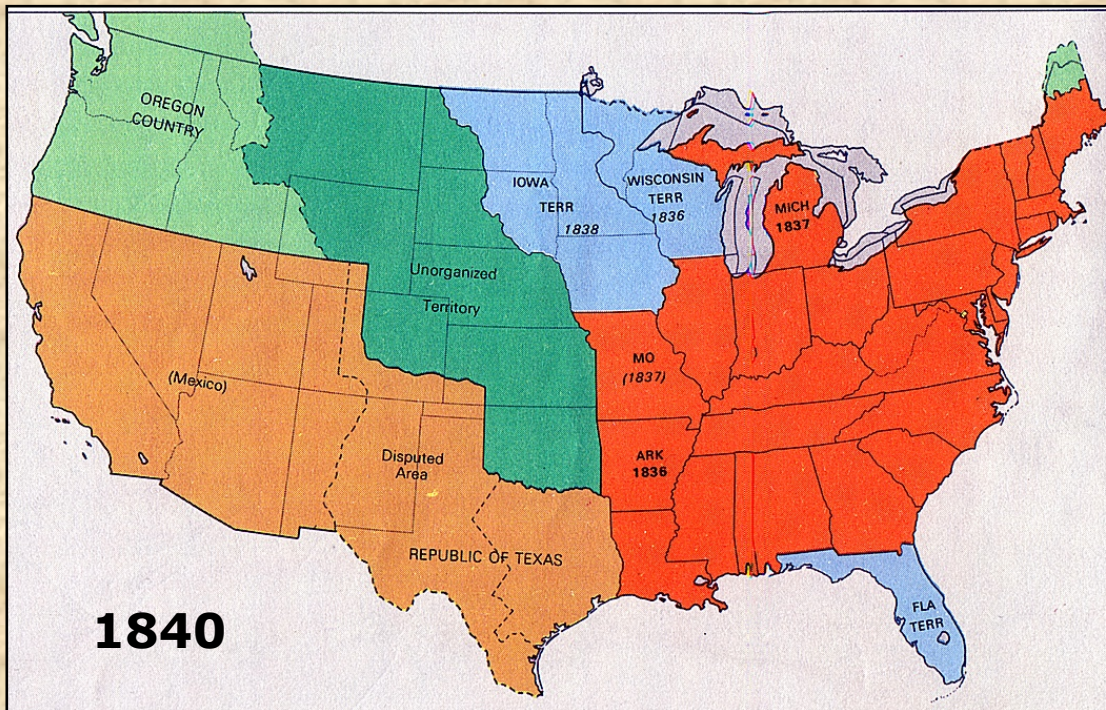 OREGON
COUNTRY
IOWA
TERR
1838
WISCONSIN
TERR
1836
MICH
1837
Unorganized
Territory
(Mexico)
MO
(1837)
Disputed
Area
ARK
1836
REPUBLIC OF TEXAS
FLA
TERR
1840